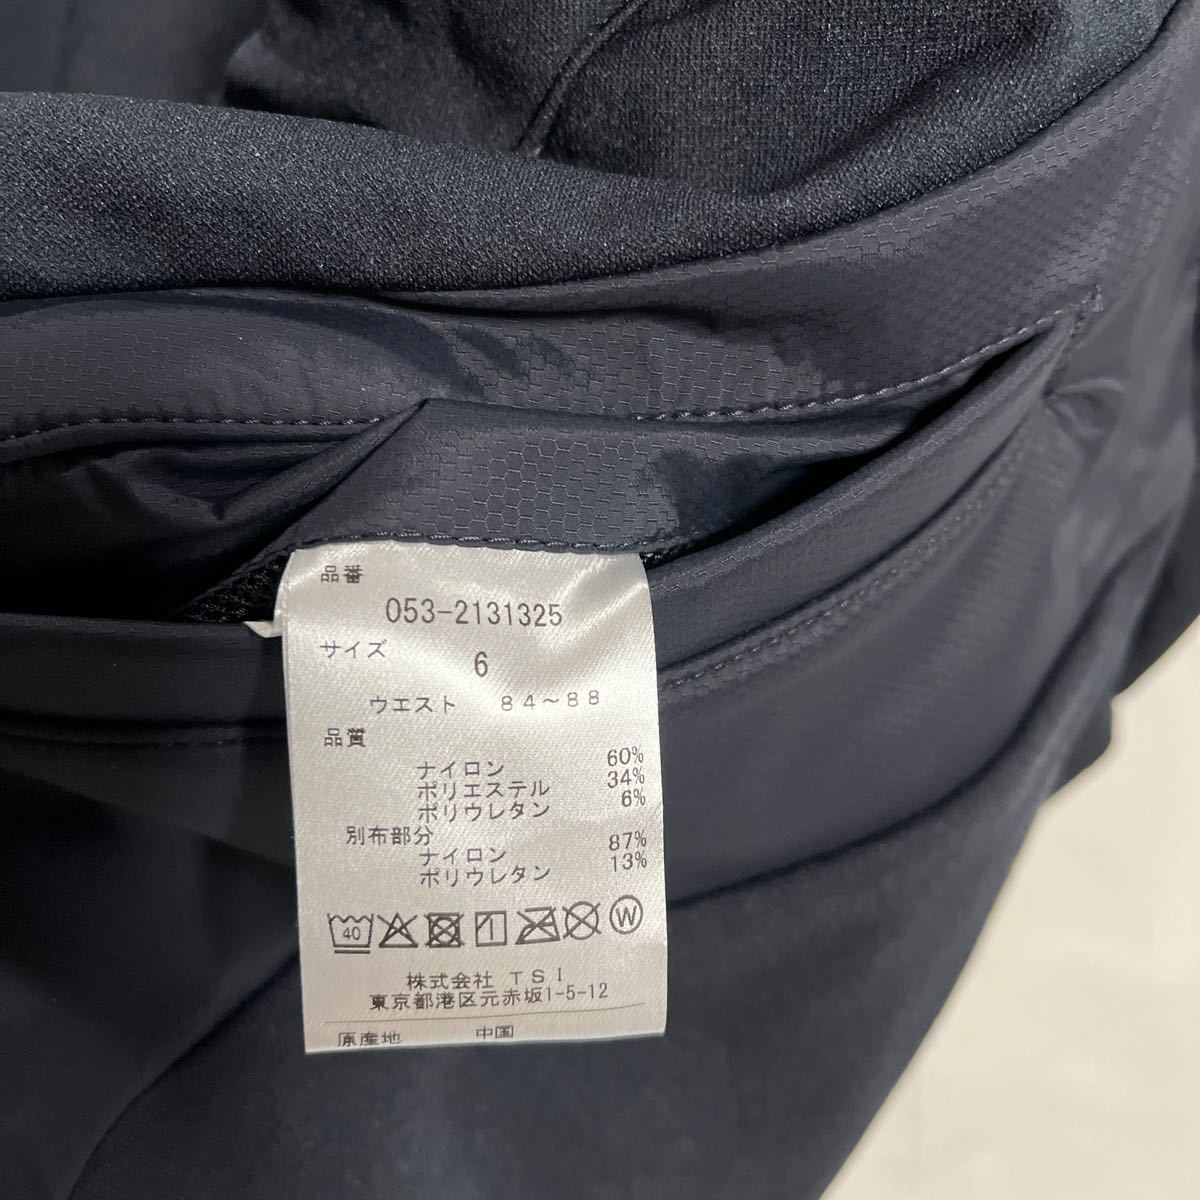 品番
053-2131325
サイズ
6
ウエスト 84～88
品質
ナイロン 60%
ポリエステル 34%
ポリウレタン 6%
別布部分
ナイロン 87%
ポリウレタン 13%
40 W
株式会社 TSI
東京都港区元赤坂1-5-12
原産地 中国